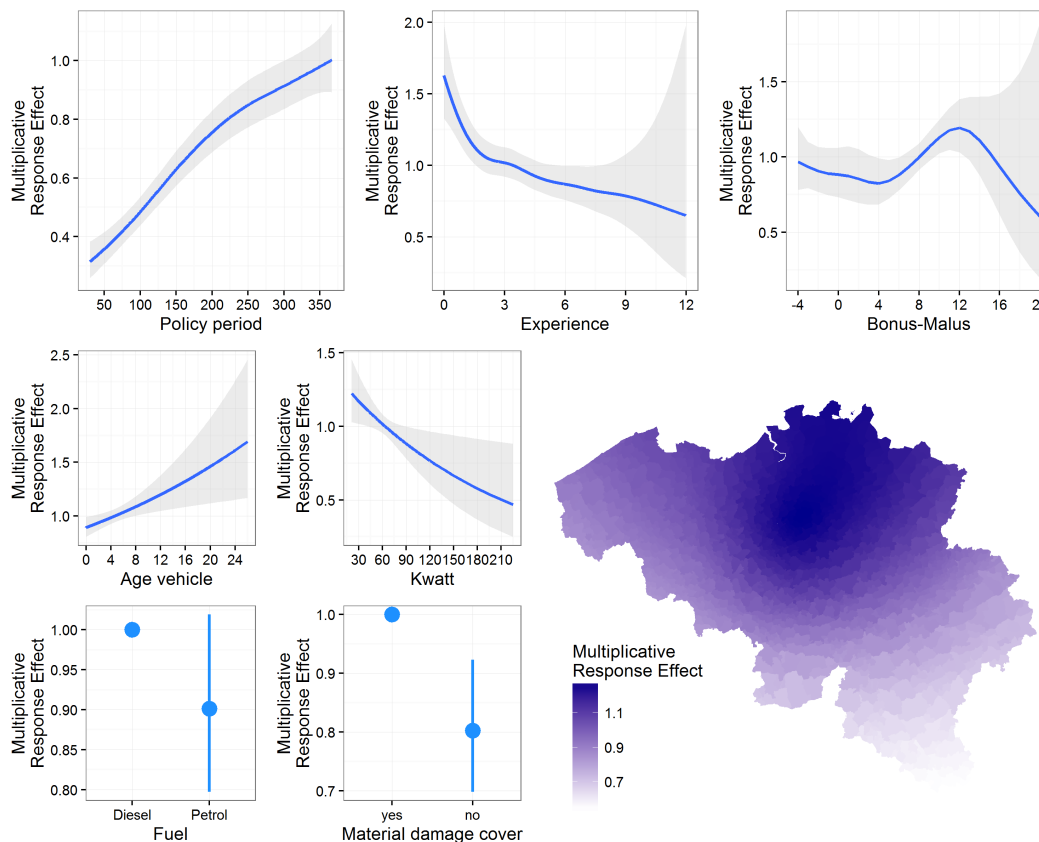 Multiplicative
Response Effect
1.0
0.8
0.6
0.4
50 100 150 200 250 300 350
Policy period
Multiplicative
Response Effect
2.0
1.5
1.0
0.5
0 3 6 9 12
Experience
Multiplicative
Response Effect
1.5
1.0
0.5
-4 0 4 8 12 16
Bonus-Malus
Multiplicative
Response Effect
2.5
2.0
1.5
1.0
0 4 8 12 16 20 24
Age vehicle
Multiplicative
Response Effect
1.5
1.0
0.5
30 60 90 120 150 180 210
Kwatt
Multiplicative
Response Effect
1.00
0.95
0.90
0.85
0.80
Diesel Petrol
Fuel
Multiplicative
Response Effect
1.0
0.9
0.8
0.7
yes no
Material damage cover
Multiplicative
Response Effect
1.1
0.9
0.7